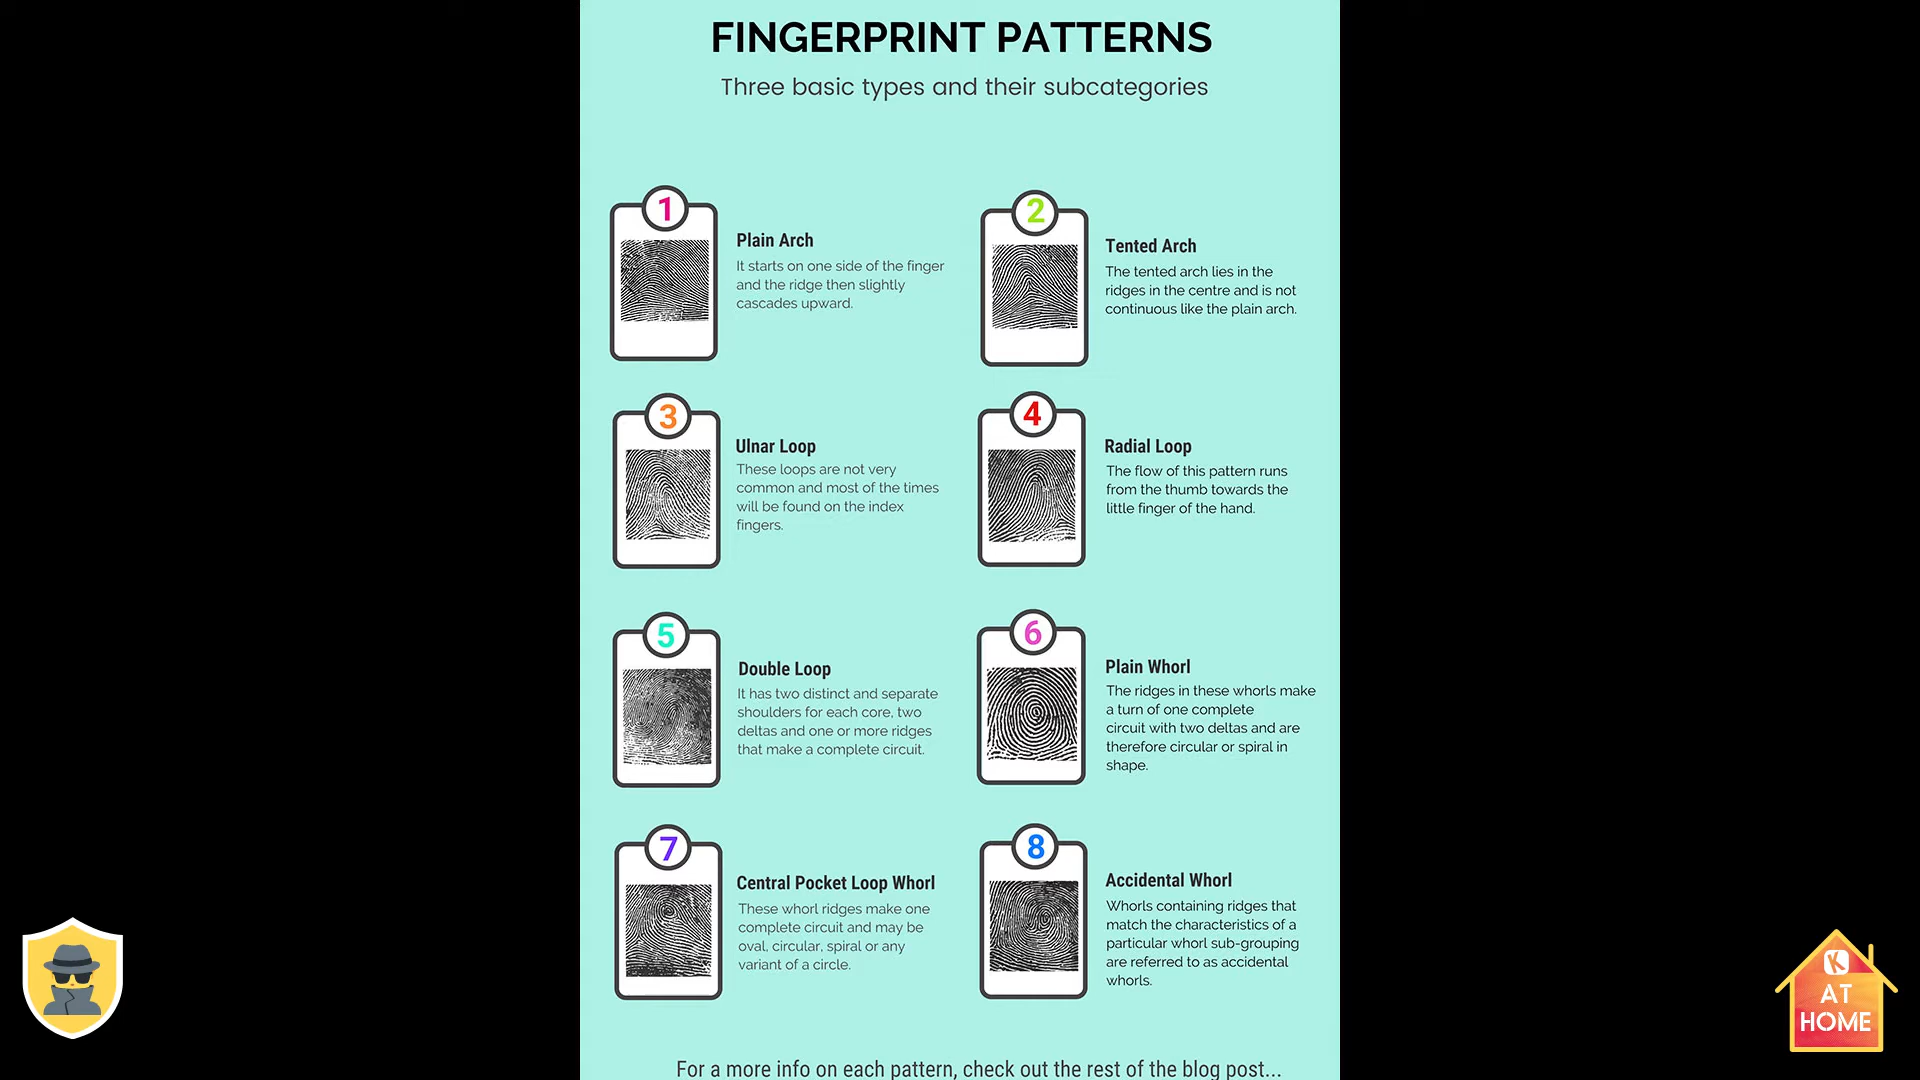 FINGERPRINT PATTERNS
Three basic types and their subcategories
1
Plain Arch
It starts on one side of the finger
and the ridge then slightly
cascades upward.
2
Tented Arch
The tented arch lies in the
ridges in the centre and is not
continuous like the plain arch.
3
Ulnar Loop
These loops are not very
common and most of the times
will be found on the index
fingers.
4
Radial Loop
The flow of this pattern runs
from the thumb towards the
little finger of the hand.
5
Double Loop
It has two distinct and separate
shoulders for each core, two
deltas and one or more ridges
that make a complete circuit.
6
Plain Whorl
The ridges in these whorls make
a turn of one complete
circuit with two deltas and are
therefore circular or spiral in
shape.
7
Central Pocket Loop Whorl
These whorl ridges make one
complete circuit and may be
oval, circular, spiral or any
variant of a circle.
8
Accidental Whorl
Whorls containing ridges that
match the characteristics of a
particular whorl sub-grouping
are referred to as accidental
whorls.
For a more info on each pattern, check out the rest of the blog post...
K
AT
HOME